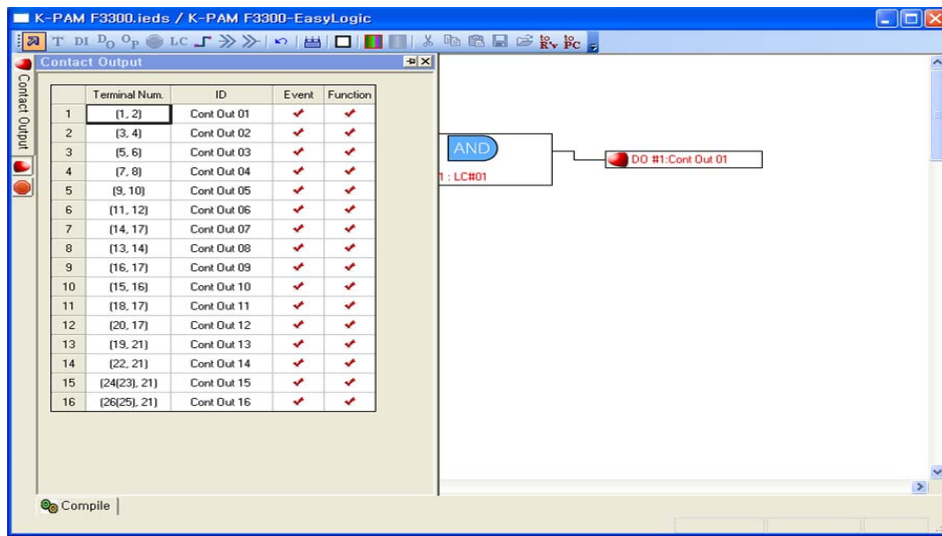 K-PAM F3300.ieds / K-PAM F3300-EasyLogic
T DI DO OP LC Rv PC
Contact Output
Contact Output
Terminal Num. ID Event Function
1 (1, 2) Cont Out 01
2 (3, 4) Cont Out 02
3 (5, 6) Cont Out 03
4 (7, 8) Cont Out 04
5 (9, 10) Cont Out 05
6 (11, 12) Cont Out 06
7 (14, 17) Cont Out 07
8 (13, 14) Cont Out 08
9 (16, 17) Cont Out 09
10 (15, 16) Cont Out 10
11 (18, 17) Cont Out 11
12 (20, 17) Cont Out 12
13 (19, 21) Cont Out 13
14 (22, 21) Cont Out 14
15 (24(23), 21) Cont Out 15
16 (26(25), 21) Cont Out 16
AND
1 : LC#01
DO #1:Cont Out 01
Compile